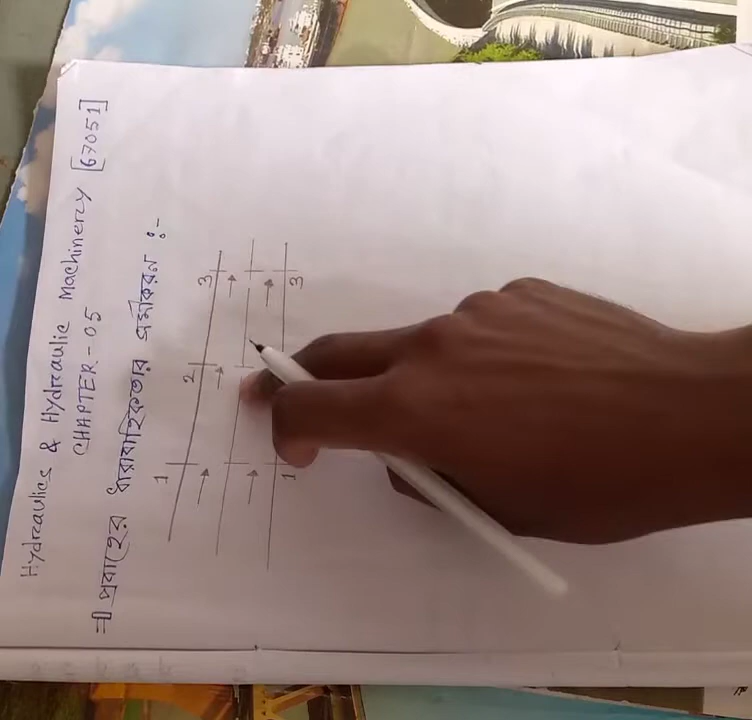 Hydraulics & Hydraulic Machinery [67051]
CHAPTER-05
⇒ প্রবাহের ধারাবাহিকতার সমীকরণ :-
1 2 3
1 3